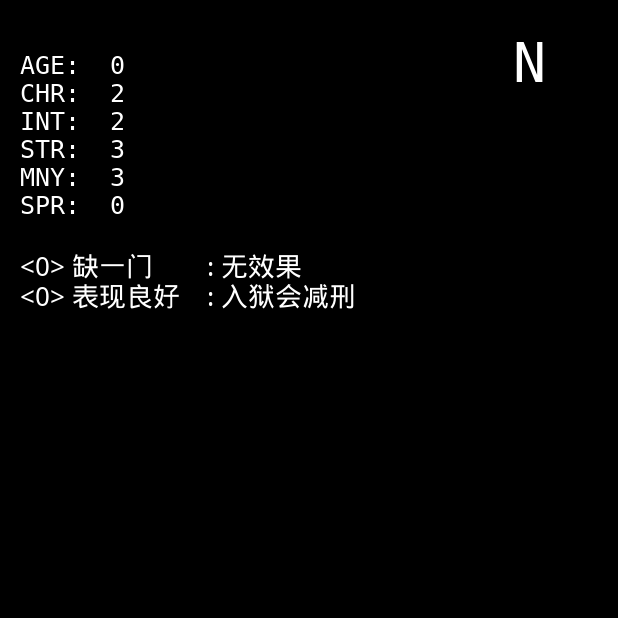 N
AGE: 0
CHR: 2
INT: 2
STR: 3
MNY: 3
SPR: 0
<O> 缺一门 : 无效果
<O> 表现良好 : 入狱会减刑